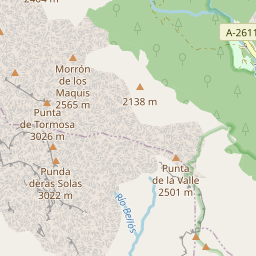 2464 m
A-2611
Morrón
de los
Maquis
2565 m
2138 m
Punta
de Tormosa
3026 m
Punda
deras Solas
3022 m
Punta
de la Valle
2501 m
Río Bellós